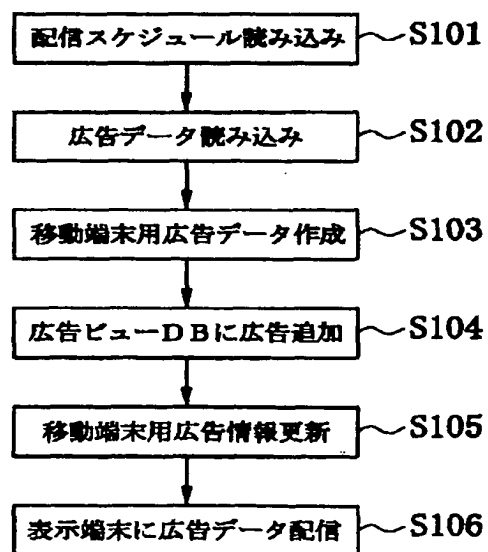 配信スケジュール読み込み S101
広告データ読み込み S102
移動端末用広告データ作成 S103
広告ビューDBに広告追加 S104
移動端末用広告情報更新 S105
表示端末に広告データ配信 S106